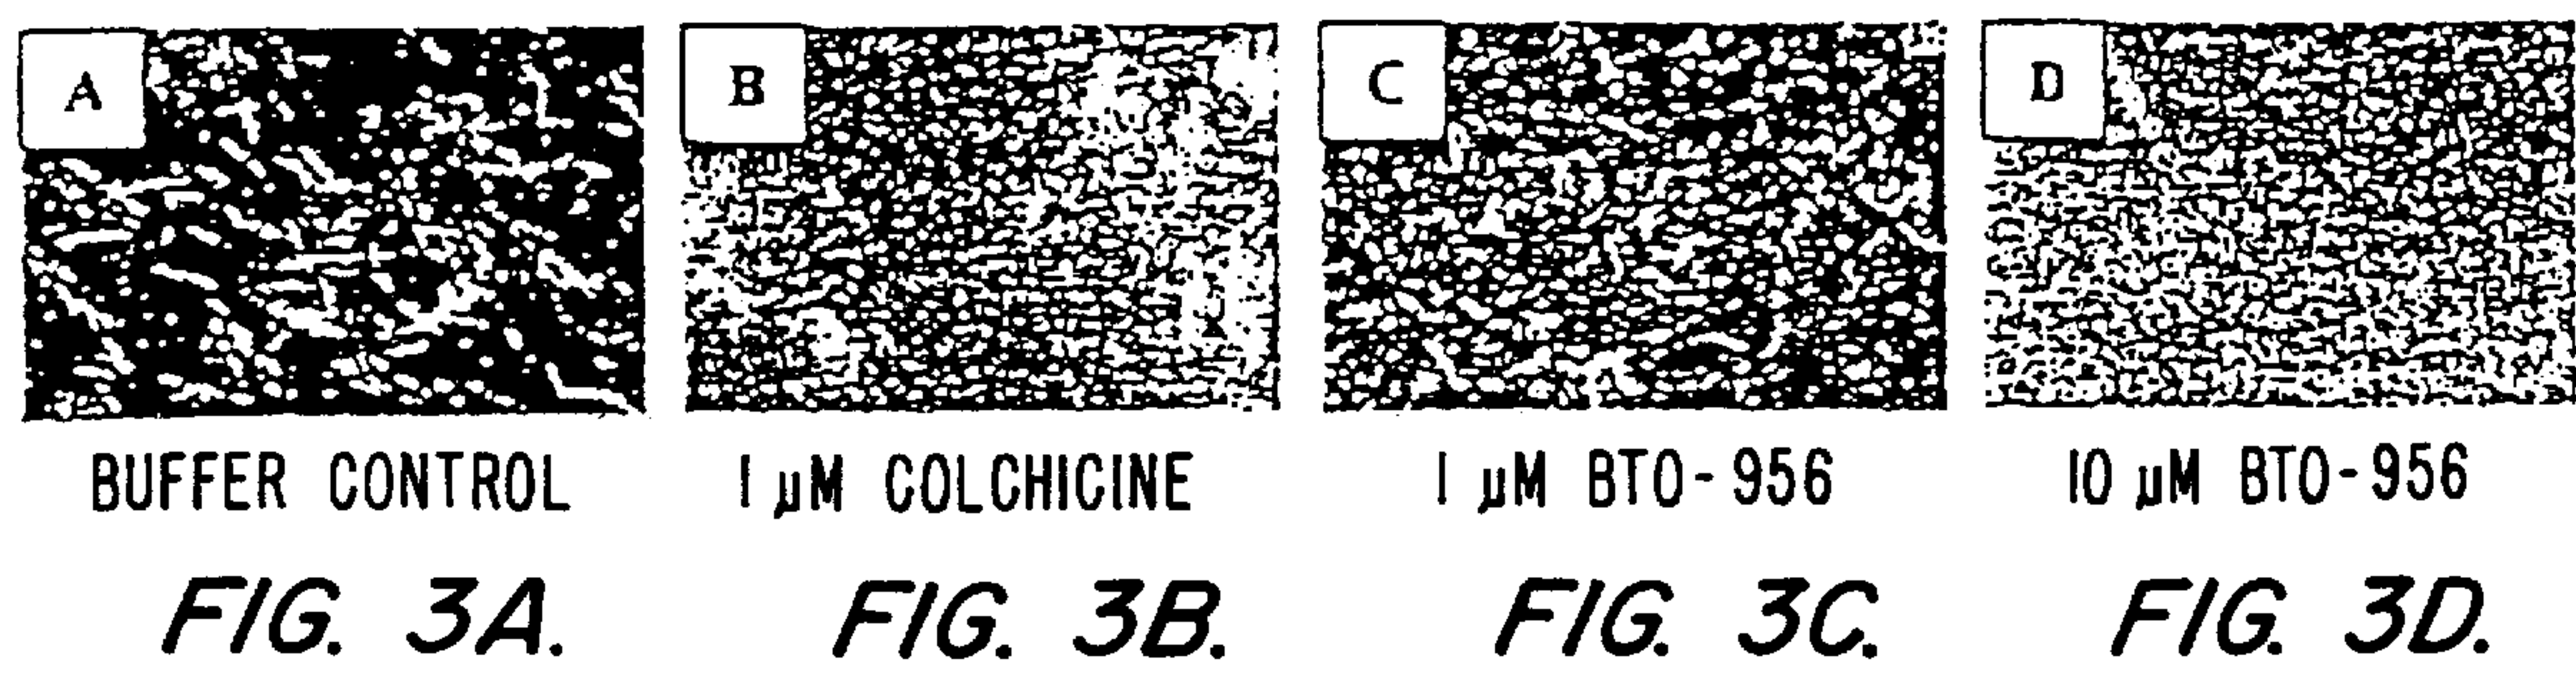 A B C D
BUFFER CONTROL 1 μM COLCHICINE 1 μM BTO-956 10 μM BTO-956
FIG. 3A. FIG. 3B. FIG. 3C. FIG. 3D.